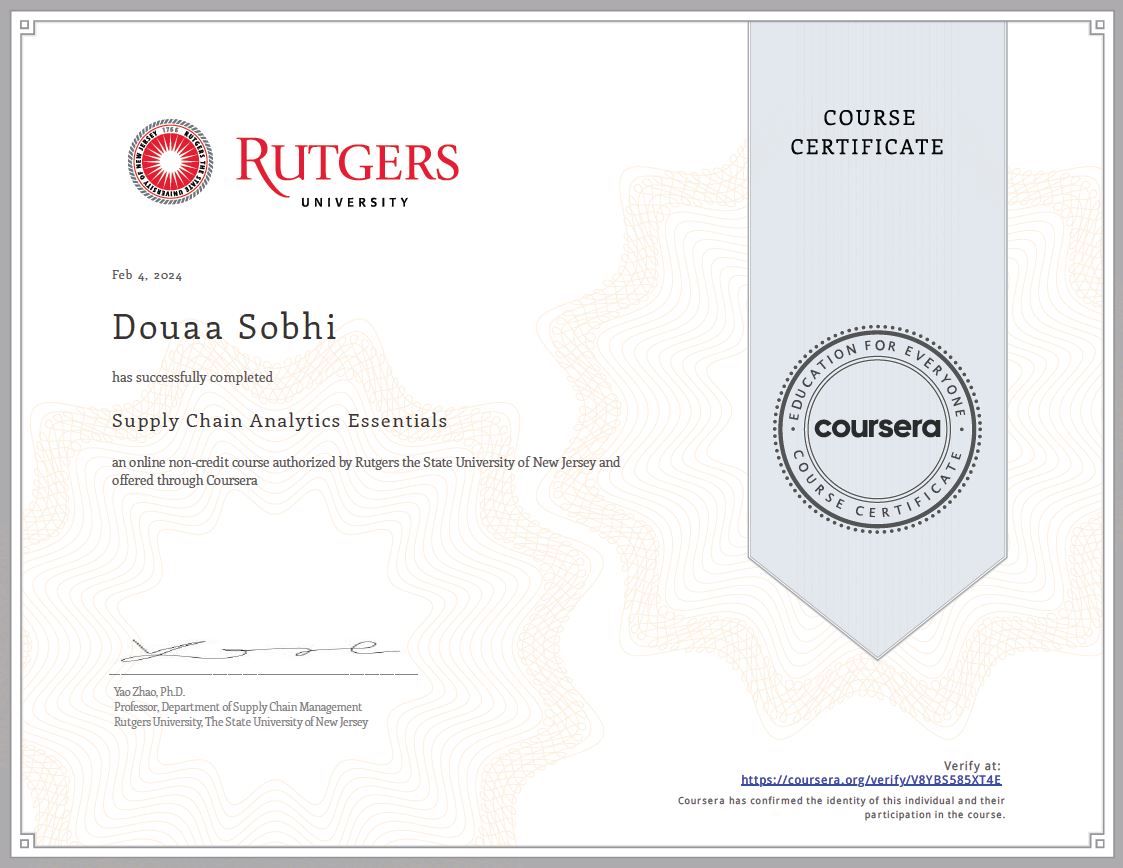 RUTGERS THE STATE UNIVERSITY OF NEW JERSEY
1766
RUTGERS
UNIVERSITY
COURSE
CERTIFICATE
Feb 4, 2024
Douaa Sobhi
has successfully completed
Supply Chain Analytics Essentials
an online non-credit course authorized by Rutgers the State University of New Jersey and
offered through Coursera
EDUCATION FOR EVERYONE
coursera
COURSE CERTIFICATE
Yao Zhao, Ph.D.
Professor, Department of Supply Chain Management
Rutgers University, The State University of New Jersey
Verify at:
https://coursera.org/verify/V8YBS585XT4E
Coursera has confirmed the identity of this individual and their
participation in the course.